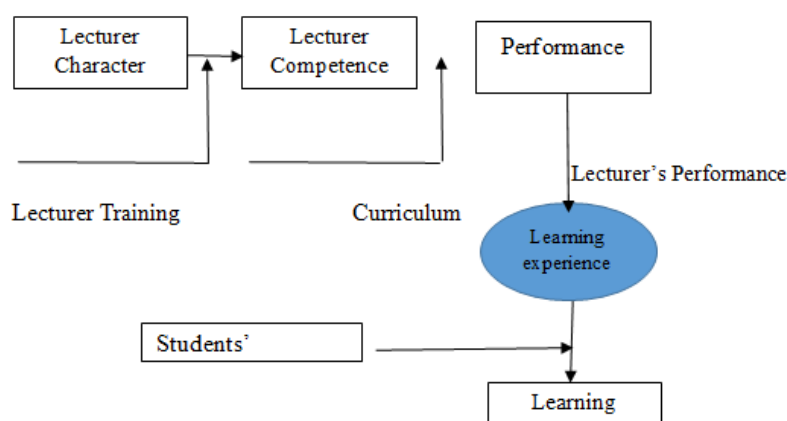 Lecturer
Character
Lecturer
Competence
Performance
Lecturer’s Performance
Lecturer Training
Curriculum
Learning
experience
Students’
Learning